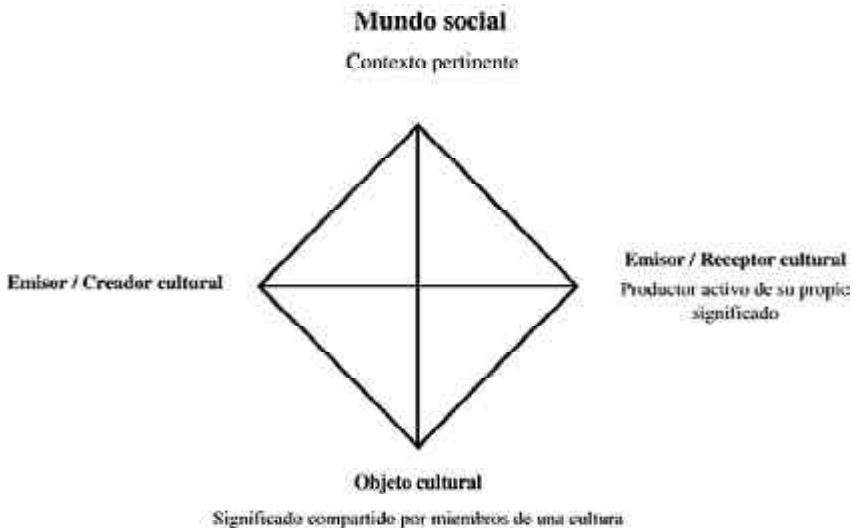 Mundo social
Contexto pertinente
Emisor / Creador cultural
Emisor / Receptor cultural
Productor activo de su propic
significado
Objeto cultural
Significado compartido por miembros de una cultura